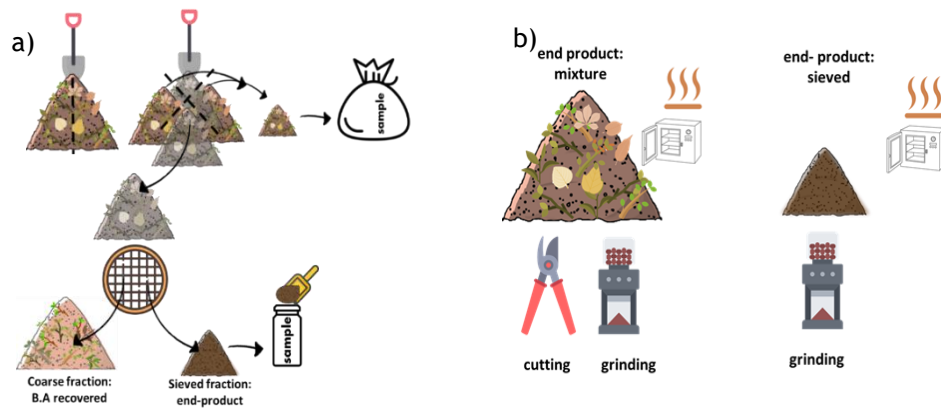 a)
sample
Coarse fraction:
B.A recovered
Sieved fraction:
end-product
sample
b)
end product:
mixture
end- product:
sieved
cutting
grinding
grinding